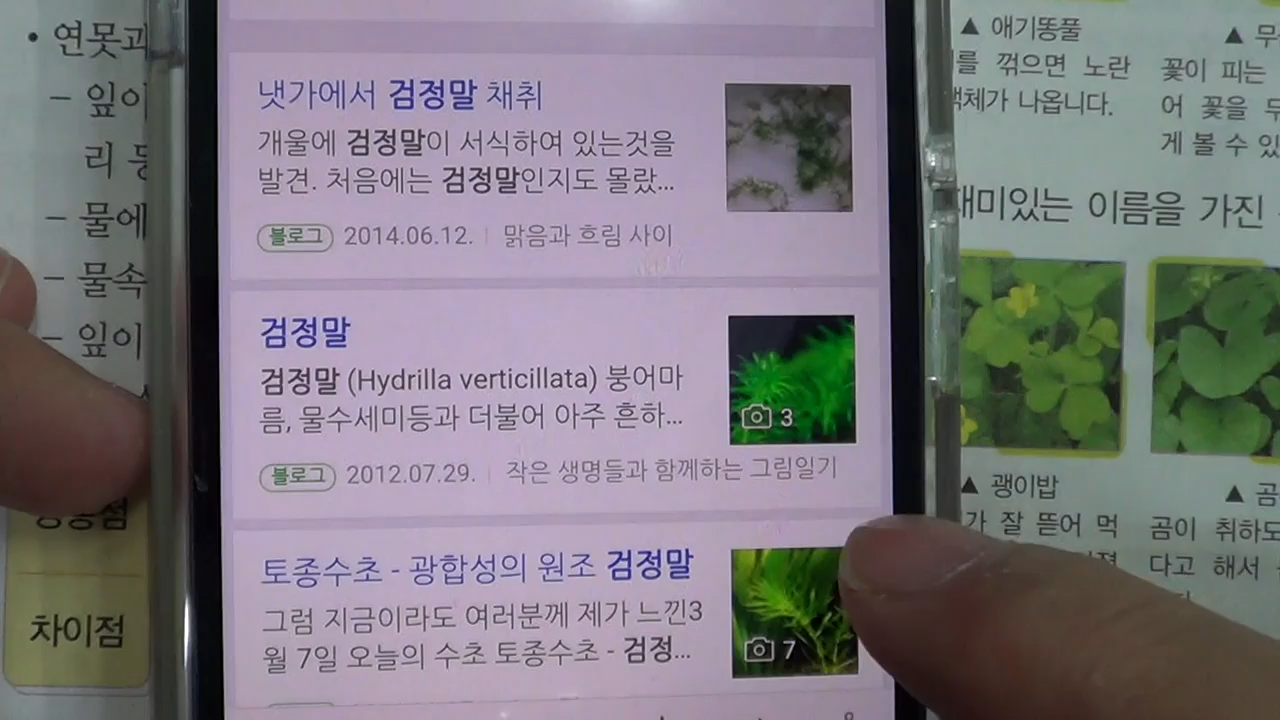 • 연못과
– 잎이
리
– 물에
– 물속
– 잎이
차이점
냇가에서 검정말 채취
개울에 검정말이 서식하여 있는것을
발견. 처음에는 검정말인지도 몰랐...
블로그 2014.06.12. 맑음과 흐림 사이
검정말
검정말 (Hydrilla verticillata) 붕어마
름, 물수세미등과 더불어 아주 흔하...
3
블로그 2012.07.29. 작은 생명들과 함께하는 그림일기
토종수초 - 광합성의 원조 검정말
그럼 지금이라도 여러분께 제가 느낀3
월 7일 오늘의 수초 토종수초 - 검정...
7
▲ 애기똥풀
를 꺾으면 노란
액체가 나옵니다.
▲ 무
꽃이 피는
어 꽃을 두
게 볼 수 있
재미있는 이름을 가진
▲ 괭이밥
가 잘 뜯어 먹
▲ 곰
곰이 취하도
다고 해서